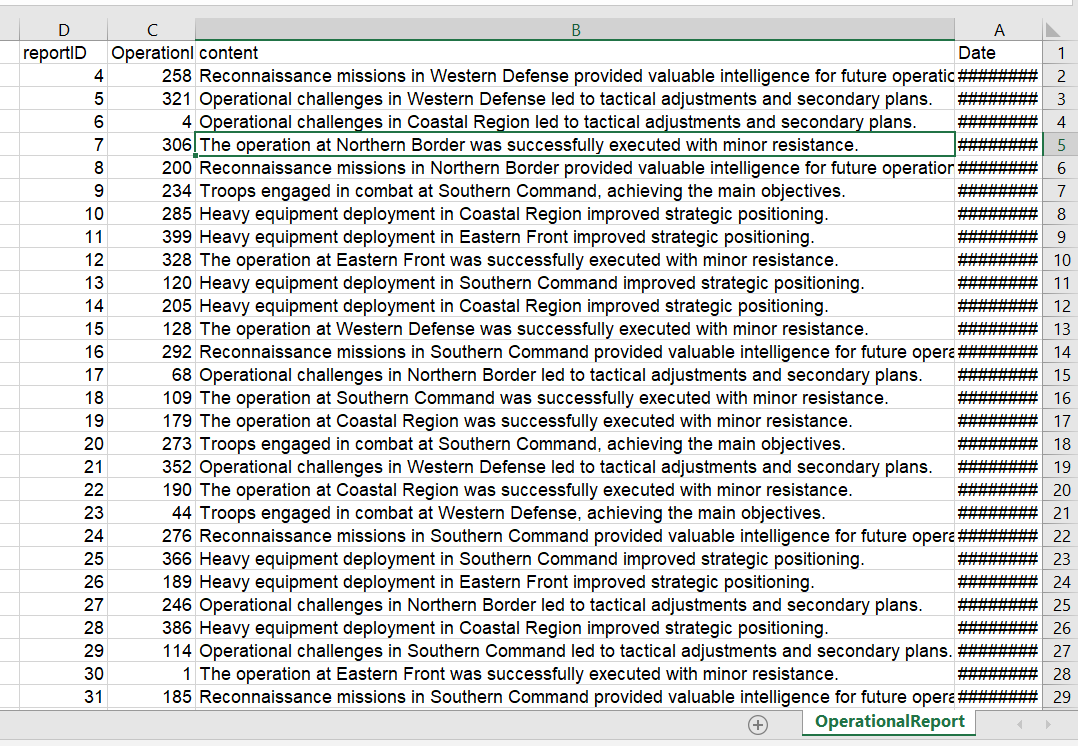 D C B A
reportID OperationI content Date 1
4 258 Reconnaissance missions in Western Defense provided valuable intelligence for future operatic ######## 2
5 321 Operational challenges in Western Defense led to tactical adjustments and secondary plans. ######## 3
6 4 Operational challenges in Coastal Region led to tactical adjustments and secondary plans. ######## 4
7 306 The operation at Northern Border was successfully executed with minor resistance. ######## 5
8 200 Reconnaissance missions in Northern Border provided valuable intelligence for future operation ######## 6
9 234 Troops engaged in combat at Southern Command, achieving the main objectives. ######## 7
10 285 Heavy equipment deployment in Coastal Region improved strategic positioning. ######## 8
11 399 Heavy equipment deployment in Eastern Front improved strategic positioning. ######## 9
12 328 The operation at Eastern Front was successfully executed with minor resistance. ######## 10
13 120 Heavy equipment deployment in Southern Command improved strategic positioning. ######## 11
14 205 Heavy equipment deployment in Coastal Region improved strategic positioning. ######## 12
15 128 The operation at Western Defense was successfully executed with minor resistance. ######## 13
16 292 Reconnaissance missions in Southern Command provided valuable intelligence for future opera ######## 14
17 68 Operational challenges in Northern Border led to tactical adjustments and secondary plans. ######## 15
18 109 The operation at Southern Command was successfully executed with minor resistance. ######## 16
19 179 The operation at Coastal Region was successfully executed with minor resistance. ######## 17
20 273 Troops engaged in combat at Southern Command, achieving the main objectives. ######## 18
21 352 Operational challenges in Western Defense led to tactical adjustments and secondary plans. ######## 19
22 190 The operation at Coastal Region was successfully executed with minor resistance. ######## 20
23 44 Troops engaged in combat at Western Defense, achieving the main objectives. ######## 21
24 276 Reconnaissance missions in Southern Command provided valuable intelligence for future opera ######## 22
25 366 Heavy equipment deployment in Southern Command improved strategic positioning. ######## 23
26 189 Heavy equipment deployment in Eastern Front improved strategic positioning. ######## 24
27 246 Operational challenges in Northern Border led to tactical adjustments and secondary plans. ######## 25
28 386 Heavy equipment deployment in Coastal Region improved strategic positioning. ######## 26
29 114 Operational challenges in Southern Command led to tactical adjustments and secondary plans. ######## 27
30 1 The operation at Eastern Front was successfully executed with minor resistance. ######## 28
31 185 Reconnaissance missions in Southern Command provided valuable intelligence for future opera ######## 29
OperationalReport